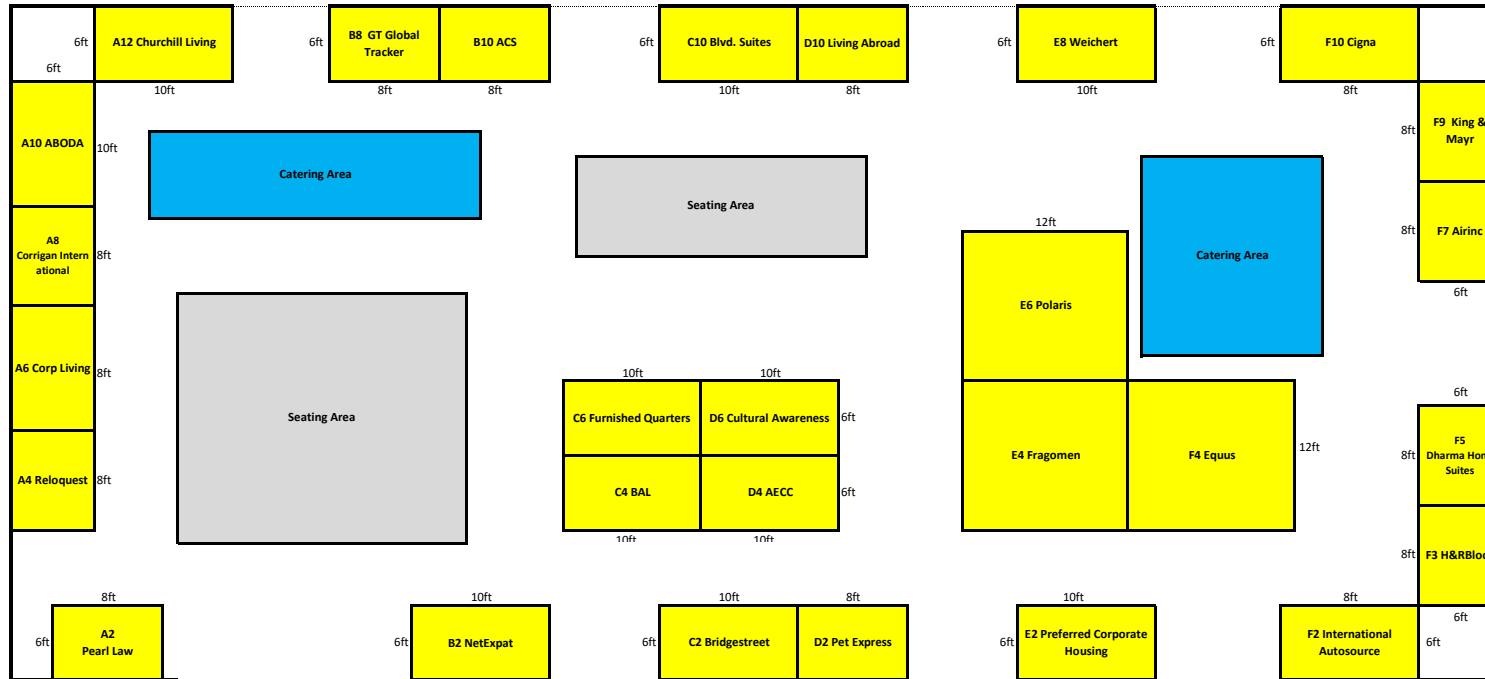 6ft
A12 Churchill Living
6ft
B8 GT Global
Tracker
B10 ACS
6ft
C10 Blvd. Suites
D10 Living Abroad
6ft
E8 Weichert
6ft
F10 Cigna
6ft
10ft
8ft
8ft
10ft
8ft
10ft
8ft
A10 ABODA
10ft
Catering Area
Seating Area
Catering Area
8ft
F9 King &
Mayr
A8
Corrigan Intern
ational
8ft
12ft
8ft
F7 Airinc
6ft
E6 Polaris
A6 Corp Living
8ft
Seating Area
10ft
10ft
C6 Furnished Quarters
D6 Cultural Awareness
6ft
6ft
A4 Reloquest
8ft
C4 BAL
D4 AECC
6ft
E4 Fragomen
F4 Equus
12ft
8ft
F5
Dharma Hom
Suites
10ft
10ft
8ft
F3 H&RBloc
6ft
8ft
6ft
A2
Pearl Law
10ft
6ft
B2 NetExpat
10ft
8ft
6ft
C2 Bridgestreet
D2 Pet Express
10ft
6ft
E2 Preferred Corporate
Housing
8ft
F2 International
Autosource
6ft